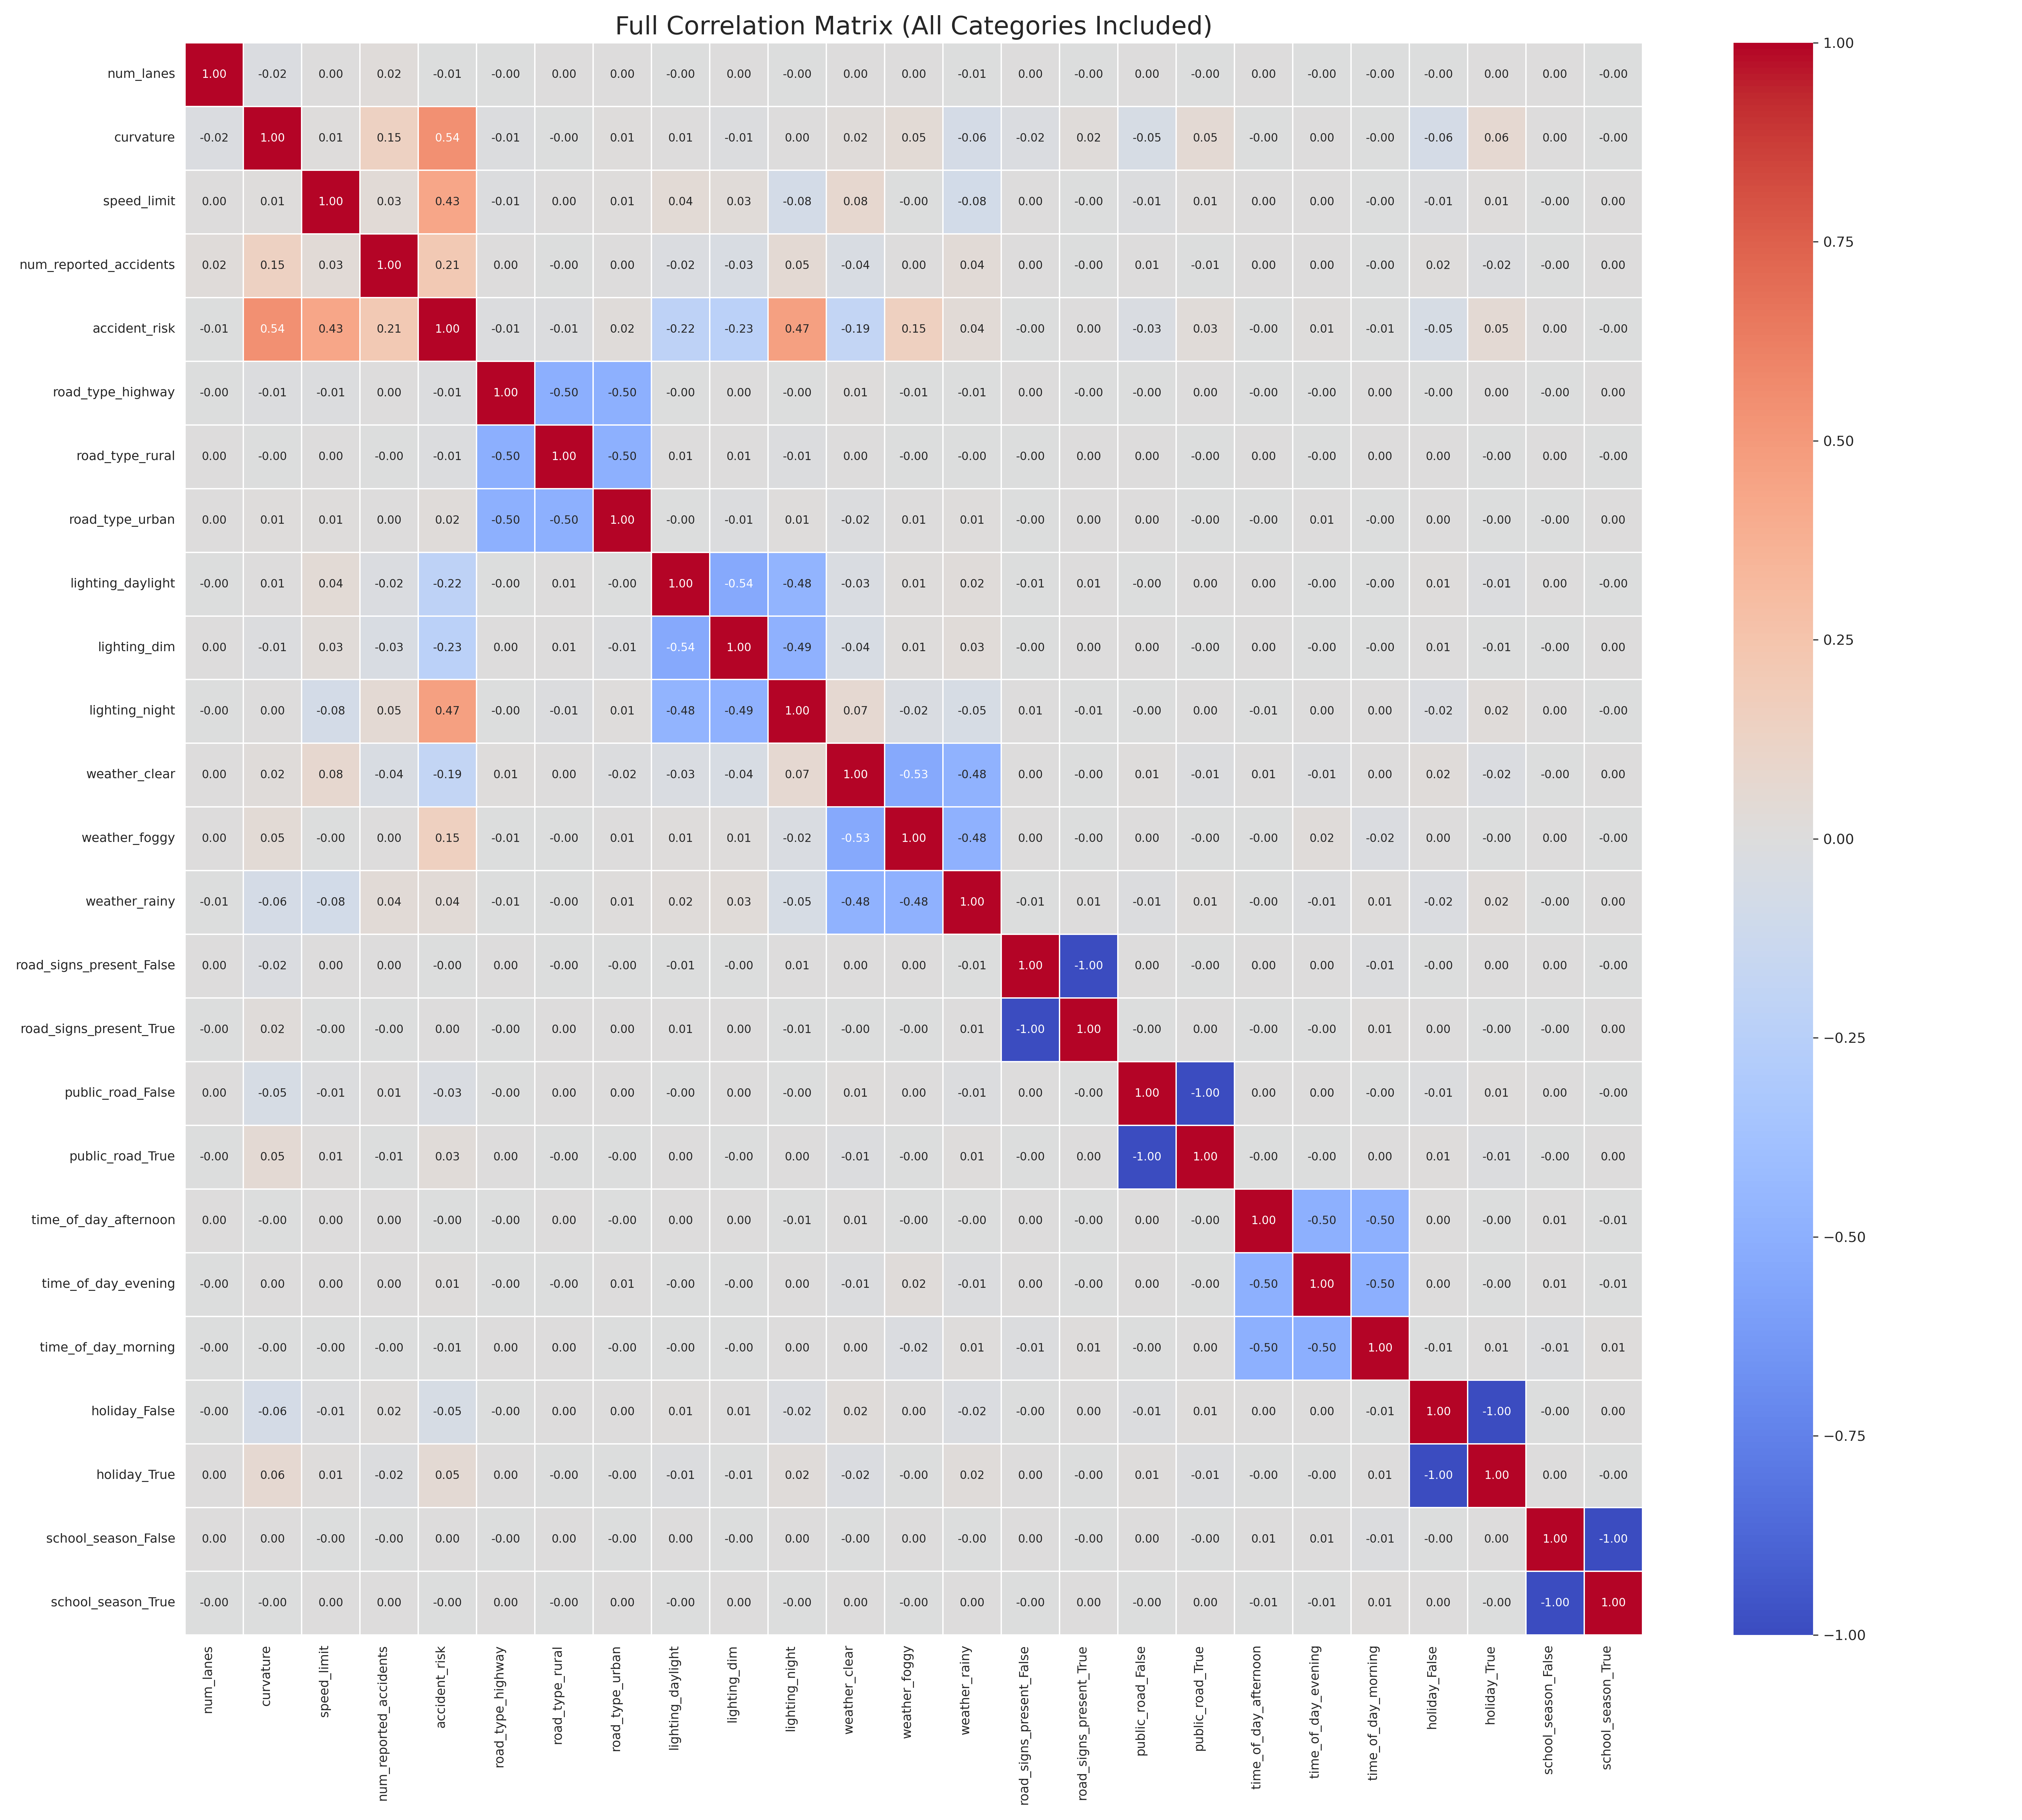 Full Correlation Matrix (All Categories Included)
num_lanes 1.00 -0.02 0.00 0.02 -0.01 -0.00 0.00 0.00 -0.00 0.00 -0.00 0.00 0.00 -0.01 0.00 -0.00 0.00 -0.00 0.00 -0.00 -0.00 -0.00 0.00 0.00 -0.00
curvature -0.02 1.00 0.01 0.15 0.54 -0.01 -0.00 0.01 0.01 -0.01 0.00 0.02 0.05 -0.06 -0.02 0.02 -0.05 0.05 -0.00 0.00 -0.00 -0.06 0.06 0.00 -0.00
speed_limit 0.00 0.01 1.00 0.03 0.43 -0.01 0.00 0.01 0.04 0.03 -0.08 0.08 -0.00 -0.08 0.00 -0.00 -0.01 0.01 0.00 0.00 -0.00 -0.01 0.01 -0.00 0.00
num_reported_accidents 0.02 0.15 0.03 1.00 0.21 0.00 -0.00 0.00 -0.02 -0.03 0.05 -0.04 0.00 0.04 0.00 -0.00 0.01 -0.01 0.00 0.00 -0.00 0.02 -0.02 -0.00 0.00
accident_risk -0.01 0.54 0.43 0.21 1.00 -0.01 -0.01 0.02 -0.22 -0.23 0.47 -0.19 0.15 0.04 -0.00 0.00 -0.03 0.03 -0.00 0.01 -0.01 -0.05 0.05 0.00 -0.00
road_type_highway -0.00 -0.01 -0.01 0.00 -0.01 1.00 -0.50 -0.50 -0.00 0.00 -0.00 0.01 -0.01 -0.01 0.00 -0.00 -0.00 0.00 -0.00 -0.00 0.00 -0.00 0.00 -0.00 0.00
road_type_rural 0.00 -0.00 0.00 -0.00 -0.01 -0.50 1.00 -0.50 0.01 0.01 -0.01 0.00 -0.00 -0.00 -0.00 0.00 0.00 -0.00 0.00 -0.00 0.00 0.00 -0.00 0.00 -0.00
road_type_urban 0.00 0.01 0.01 0.00 0.02 -0.50 -0.50 1.00 -0.00 -0.01 0.01 -0.02 0.01 0.01 -0.00 0.00 0.00 -0.00 -0.00 0.01 -0.00 0.00 -0.00 -0.00 0.00
lighting_daylight -0.00 0.01 0.04 -0.02 -0.22 -0.00 0.01 -0.00 1.00 -0.54 -0.48 -0.03 0.01 0.02 -0.01 0.01 -0.00 0.00 0.00 -0.00 -0.00 0.01 -0.01 0.00 -0.00
lighting_dim 0.00 -0.01 0.03 -0.03 -0.23 0.00 0.01 -0.01 -0.54 1.00 -0.49 -0.04 0.01 0.03 -0.00 0.00 0.00 -0.00 0.00 -0.00 -0.00 0.01 -0.01 -0.00 0.00
lighting_night -0.00 0.00 -0.08 0.05 0.47 -0.00 -0.01 0.01 -0.48 -0.49 1.00 0.07 -0.02 -0.05 0.01 -0.01 -0.00 0.00 -0.01 0.00 0.00 -0.02 0.02 0.00 -0.00
weather_clear 0.00 0.02 0.08 -0.04 -0.19 0.01 0.00 -0.02 -0.03 -0.04 0.07 1.00 -0.53 -0.48 0.00 -0.00 0.01 -0.01 0.01 -0.01 0.00 0.02 -0.02 -0.00 0.00
weather_foggy 0.00 0.05 -0.00 0.00 0.15 -0.01 -0.00 0.01 0.01 0.01 -0.02 -0.53 1.00 -0.48 0.00 -0.00 0.00 -0.00 -0.00 0.02 -0.02 0.00 -0.00 0.00 -0.00
weather_rainy -0.01 -0.06 -0.08 0.04 0.04 -0.01 -0.00 0.01 0.02 0.03 -0.05 -0.48 -0.48 1.00 -0.01 0.01 -0.01 0.01 -0.00 -0.01 0.01 -0.02 0.02 -0.00 0.00
road_signs_present_False 0.00 -0.02 0.00 0.00 -0.00 0.00 -0.00 -0.00 -0.01 -0.00 0.01 0.00 0.00 -0.01 1.00 -1.00 0.00 -0.00 0.00 0.00 -0.01 0.00 -0.00 0.00 -0.00
road_signs_present_True -0.00 0.02 -0.00 -0.00 0.00 -0.00 0.00 0.00 0.01 0.00 -0.01 -0.00 -0.00 0.01 -1.00 1.00 -0.00 0.00 -0.00 -0.00 0.01 -0.00 0.00 -0.00 0.00
public_road_False 0.00 -0.05 -0.01 0.01 -0.03 -0.00 0.00 0.00 -0.00 0.00 -0.00 0.01 0.00 -0.01 0.00 -0.00 1.00 -1.00 0.00 0.00 -0.00 -0.01 0.01 0.00 -0.00
public_road_True -0.00 0.05 0.01 -0.01 0.03 0.00 -0.00 -0.00 0.00 -0.00 0.00 -0.01 -0.00 0.01 -0.00 0.00 -1.00 1.00 -0.00 -0.00 0.00 0.01 -0.01 -0.00 0.00
time_of_day_afternoon 0.00 -0.00 0.00 0.00 -0.00 -0.00 0.00 -0.00 0.00 0.00 -0.01 0.01 -0.00 -0.00 0.00 -0.00 0.00 -0.00 1.00 -0.50 -0.50 0.00 -0.00 0.01 -0.01
time_of_day_evening -0.00 0.00 0.00 0.00 0.01 -0.00 -0.00 0.01 -0.00 -0.00 0.00 -0.01 0.02 -0.01 0.00 -0.00 0.00 -0.00 -0.50 1.00 -0.50 0.00 -0.00 0.01 -0.01
time_of_day_morning -0.00 -0.00 -0.00 -0.00 -0.01 0.00 0.00 -0.00 -0.00 -0.00 0.00 0.00 -0.02 0.01 -0.01 0.01 -0.00 0.00 -0.50 -0.50 1.00 -0.01 0.01 -0.01 0.01
holiday_False -0.00 -0.06 -0.01 0.02 -0.05 -0.00 0.00 0.00 0.01 0.01 -0.02 0.02 0.00 -0.02 0.00 -0.00 -0.01 0.01 0.00 0.00 -0.01 1.00 -1.00 -0.00 0.00
holiday_True 0.00 0.06 0.01 -0.02 0.05 0.00 -0.00 -0.00 -0.01 -0.01 0.02 -0.02 -0.00 0.02 -0.00 0.00 0.01 -0.01 -0.00 -0.00 0.01 -1.00 1.00 0.00 -0.00
school_season_False 0.00 0.00 -0.00 -0.00 0.00 -0.00 0.00 -0.00 0.00 -0.00 0.00 -0.00 0.00 -0.00 0.00 -0.00 0.00 -0.00 0.01 0.01 -0.01 -0.00 0.00 1.00 -1.00
school_season_True -0.00 -0.00 0.00 0.00 -0.00 0.00 -0.00 0.00 -0.00 0.00 -0.00 0.00 -0.00 0.00 -0.00 0.00 -0.00 0.00 -0.01 -0.01 0.01 0.00 -0.00 -1.00 1.00
num_lanes
curvature
speed_limit
num_reported_accidents
accident_risk
road_type_highway
road_type_rural
road_type_urban
lighting_daylight
lighting_dim
lighting_night
weather_clear
weather_foggy
weather_rainy
road_signs_present_False
road_signs_present_True
public_road_False
public_road_True
time_of_day_afternoon
time_of_day_evening
time_of_day_morning
holiday_False
holiday_True
school_season_False
school_season_True
1.00
0.75
0.50
0.25
0.00
−0.25
−0.50
−0.75
−1.00